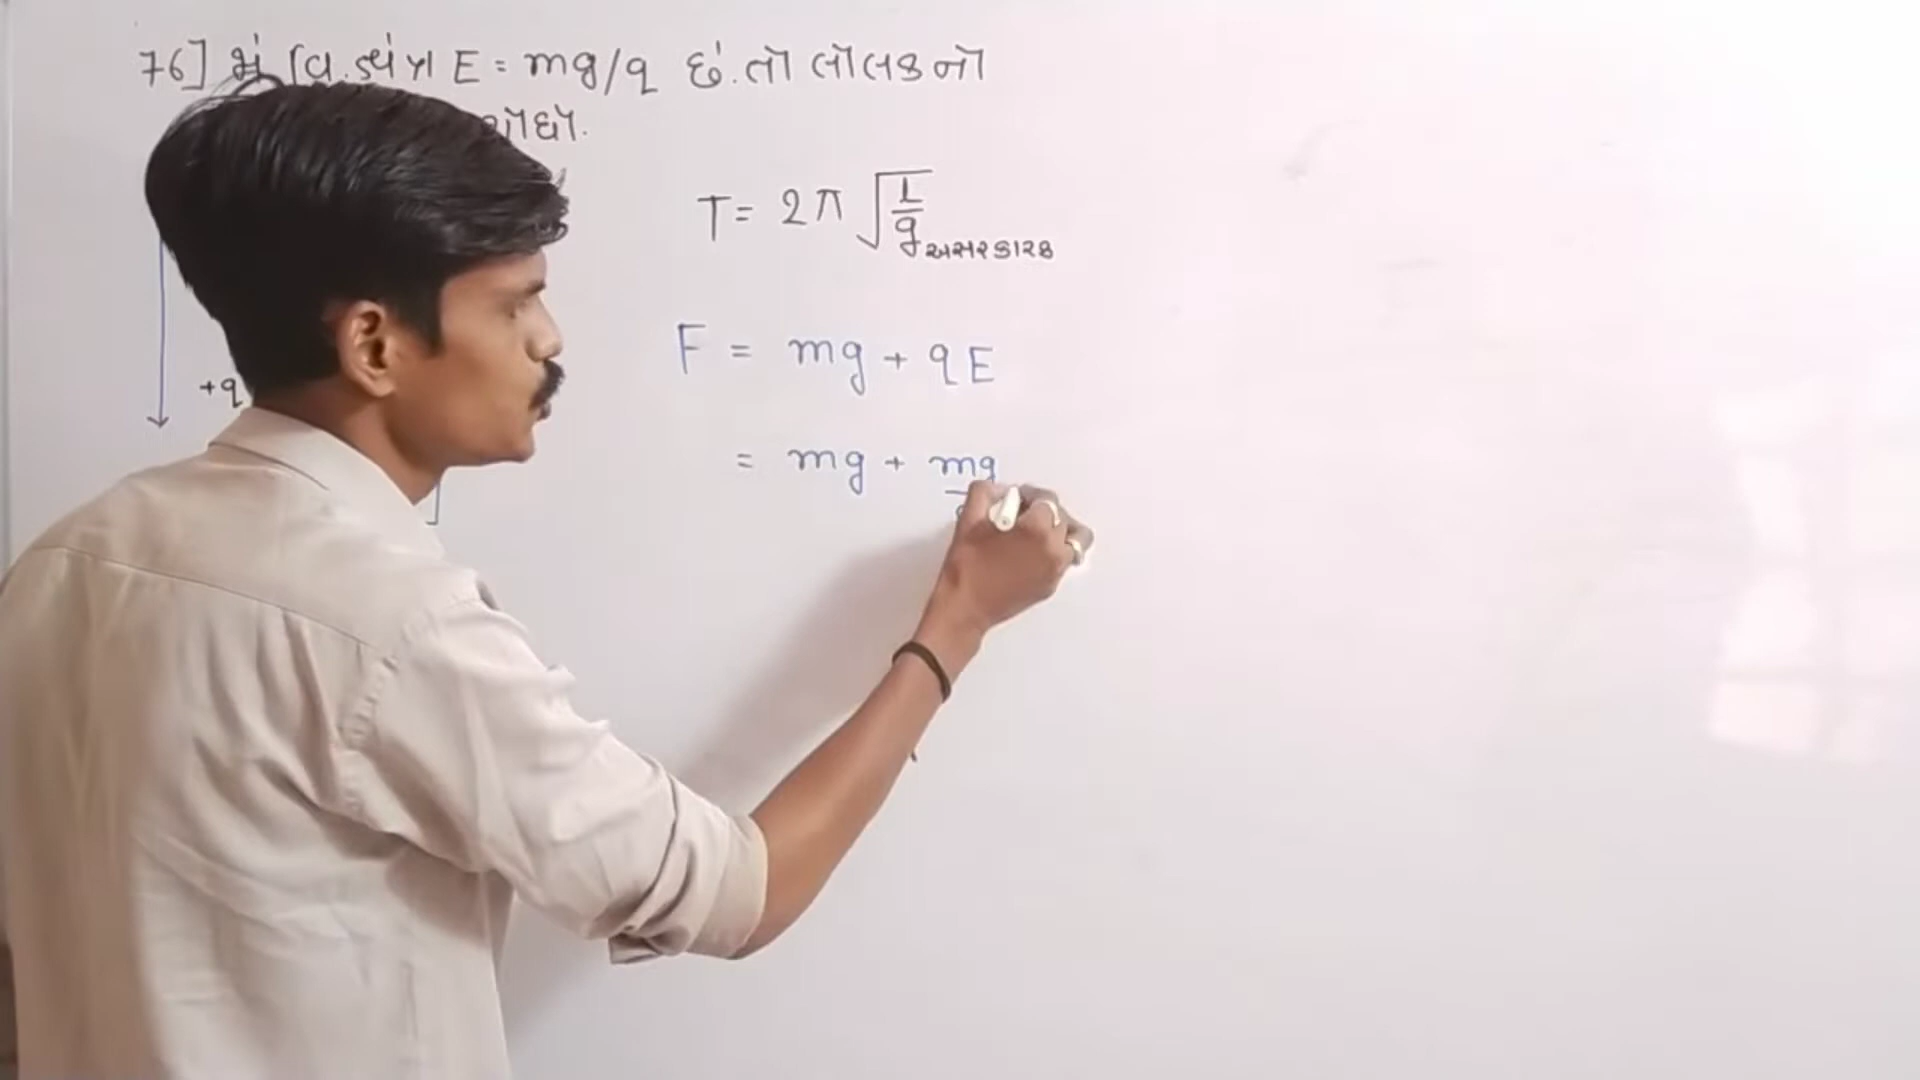 76] વિ.ક્ષેત્ર E = mg/q છે. તો લોલકનો
શોધો.
T = 2π √(l/g અસરકારક)
F = mg + qE
+q
= mg + mg